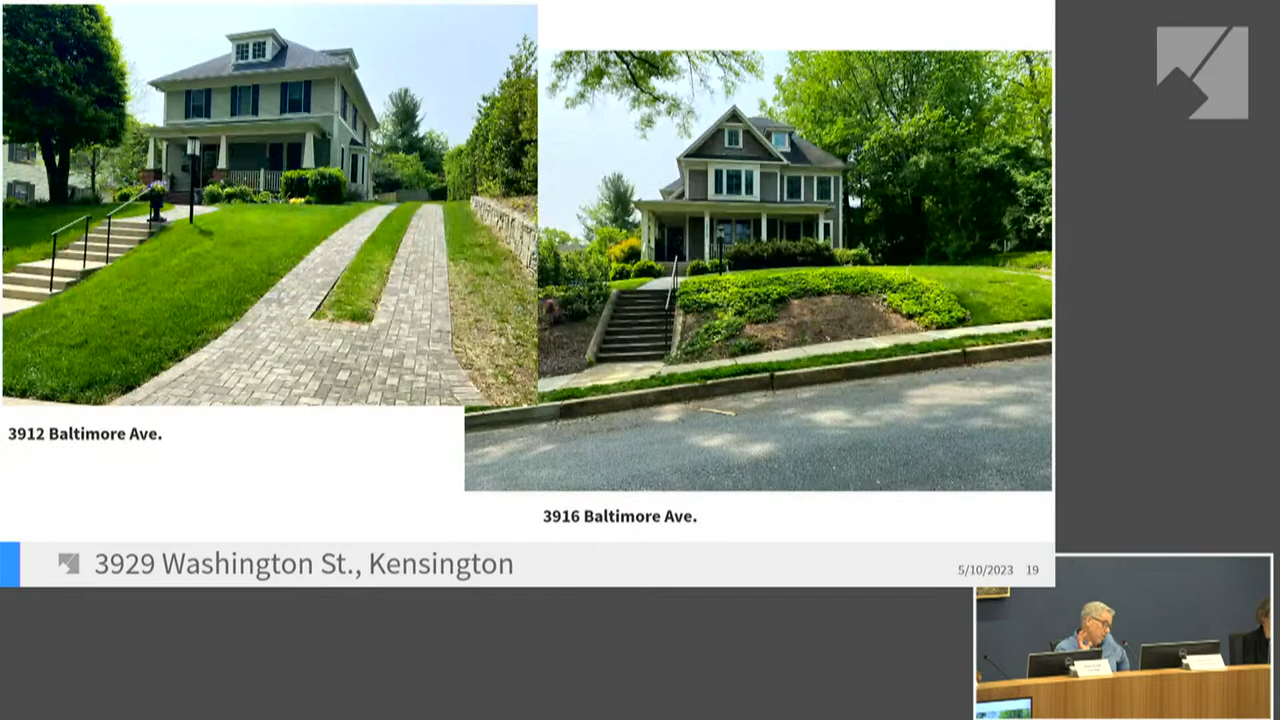 3912 Baltimore Ave.
3916 Baltimore Ave.
3929 Washington St., Kensington
5/10/2023 19